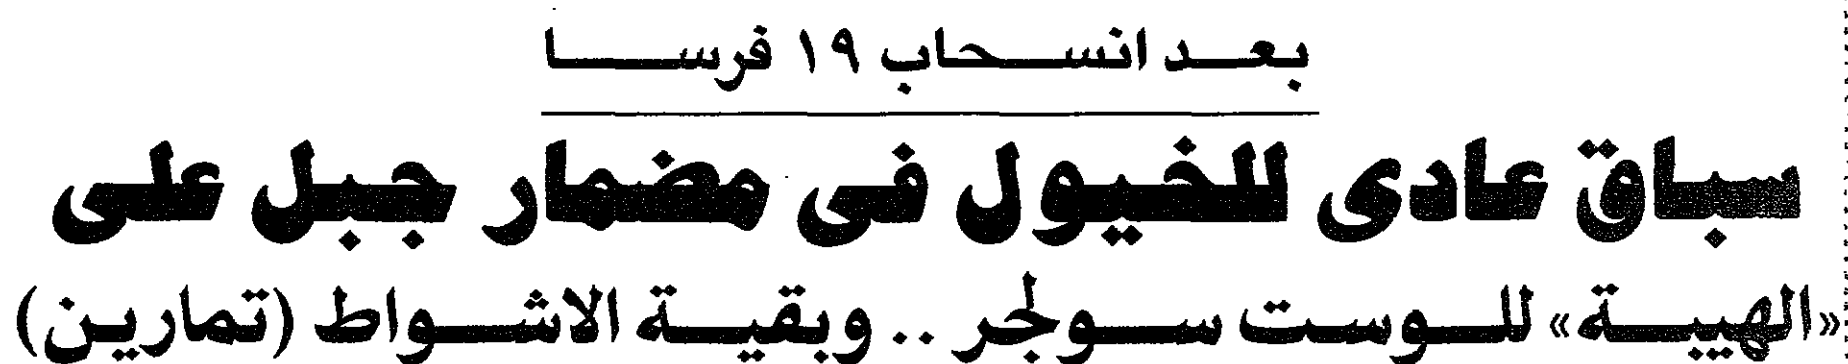 بعد انسحاب ١٩ فرسا
سباق عادى للخيول فى مضمار جبل على
«الهيبة» للوست سولجر .. وبقية الاشواط (تمارين)